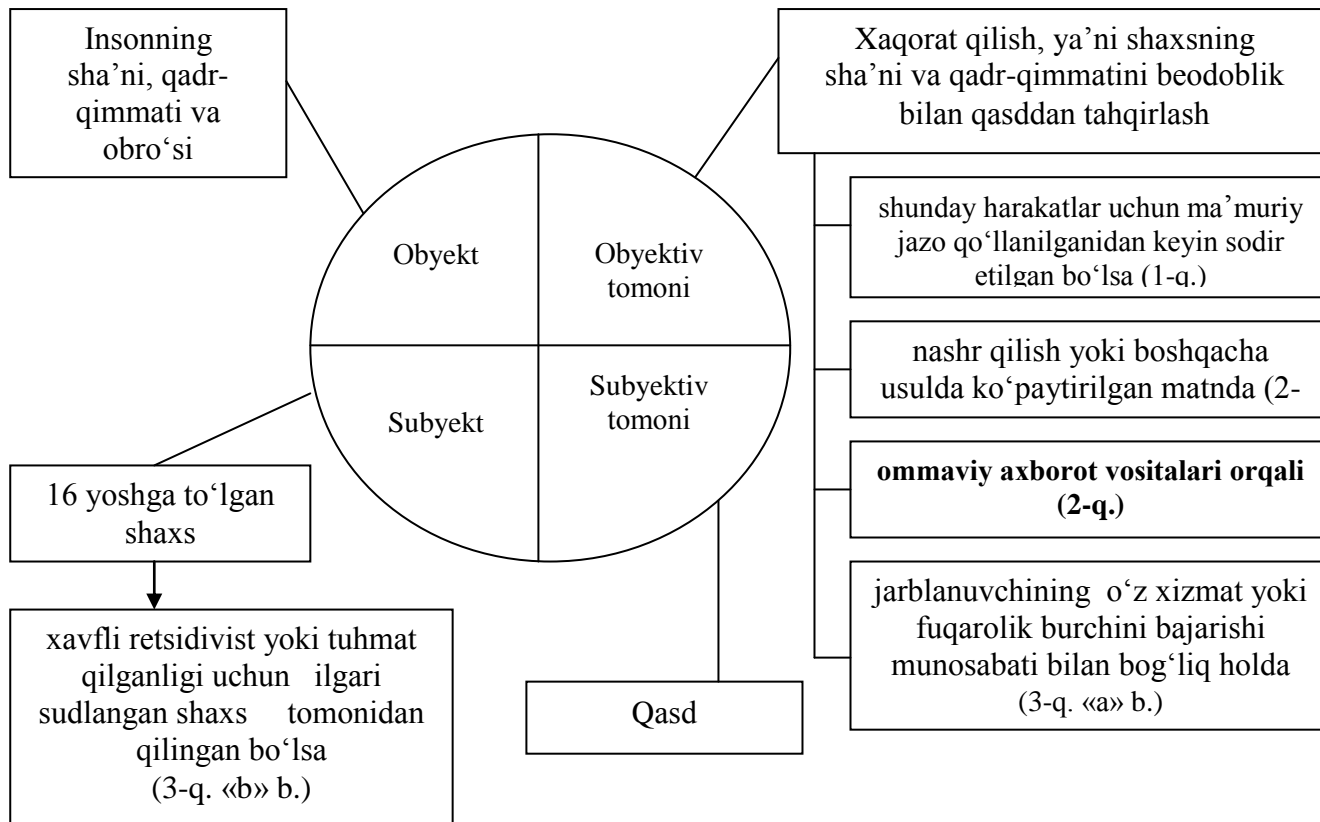 Insonning
sha’ni, qadr-
qimmati va
obro‘si
Xaqorat qilish, ya’ni shaxsning
sha’ni va qadr-qimmatini beodoblik
bilan qasddan tahqirlash
shunday harakatlar uchun ma’muriy
jazo qo‘llanilganidan keyin sodir
etilgan bo‘lsa (1-q.)
nashr qilish yoki boshqacha
usulda ko‘paytirilgan matnda (2-
ommaviy axborot vositalari orqali
(2-q.)
jarblanuvchining o‘z xizmat yoki
fuqarolik burchini bajarishi
munosabati bilan bog‘liq holda
(3-q. «a» b.)
Obyekt
Obyektiv
tomoni
Subyekt
Subyektiv
tomoni
16 yoshga to‘lgan
shaxs
xavfli retsidivist yoki tuhmat
qilganligi uchun ilgari
sudlangan shaxs tomonidan
qilingan bo‘lsa
(3-q. «b» b.)
Qasd